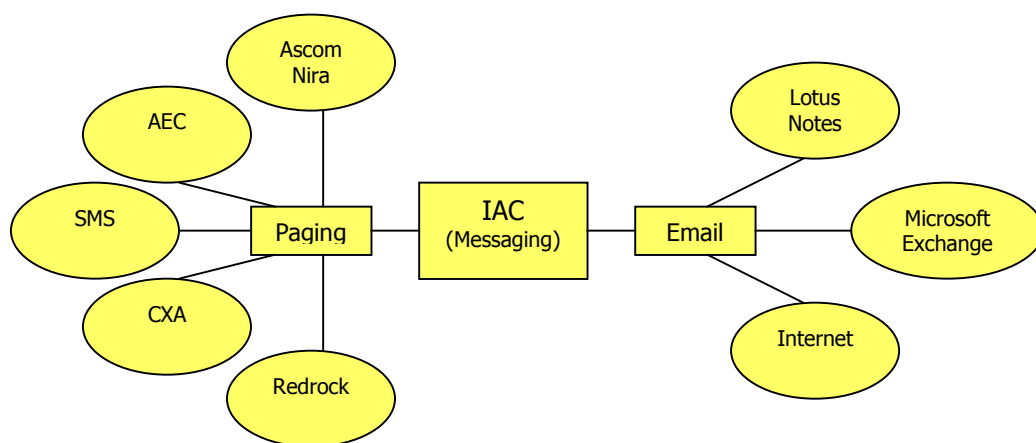 Ascom
Nira
AEC
SMS
CXA
Redrock
Paging
IAC
(Messaging)
Email
Lotus
Notes
Microsoft
Exchange
Internet